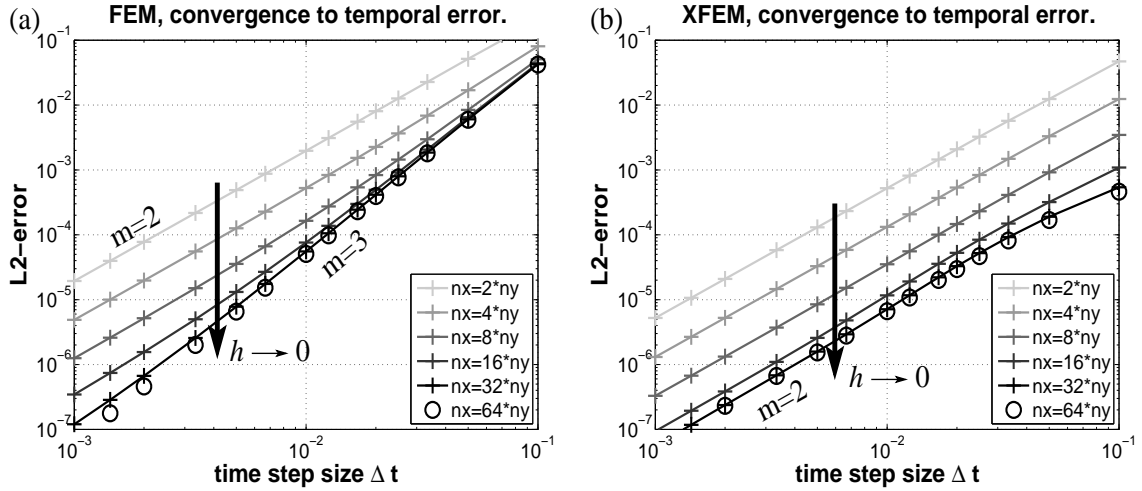 (a) FEM, convergence to temporal error.
10^-1
10^-2
10^-3
10^-4
10^-5
10^-6
10^-7
L2-error
m=2
m=3
h → 0
nx=2*ny
nx=4*ny
nx=8*ny
nx=16*ny
nx=32*ny
nx=64*ny
10^-3
10^-2
10^-1
time step size Δ t
(b) XFEM, convergence to temporal error.
10^-1
10^-2
10^-3
10^-4
10^-5
10^-6
10^-7
L2-error
m=2
h → 0
nx=2*ny
nx=4*ny
nx=8*ny
nx=16*ny
nx=32*ny
nx=64*ny
10^-3
10^-2
10^-1
time step size Δ t